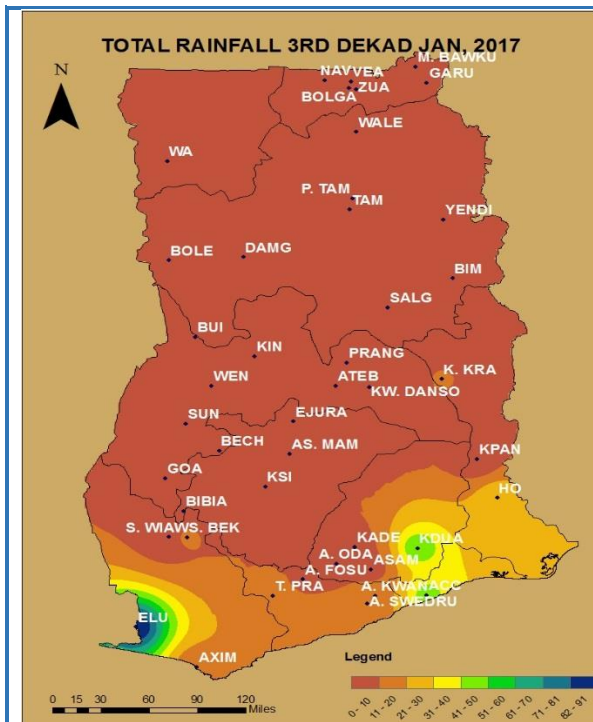 TOTAL RAINFALL 3RD DEKAD JAN, 2017
N
M. BAWKU
NAV VEA GARU
BOLGA ZUA
WALE
WA
P. TAM
TAM
YENDI
BOLE DAMG
BIM
SALG
BUI
KIN
PRANG
WEN ATEB K. KRA
KW. DANSO
SUN EJURA
BECH AS. MAM
KPAN
GOA KSI
HO
BIBIA
S. WIAWS. BEK
KADE KDUA
A. ODA
A. FOSU ASAM
T. PRA A. KWANACC
A. SWEDRU
ELU
AXIM
Legend
0 15 30 60 90 120
Miles
0 - 10
11 - 20
21 - 30
31 - 40
41 - 50
51 - 60
61 - 70
71 - 81
82 - 91